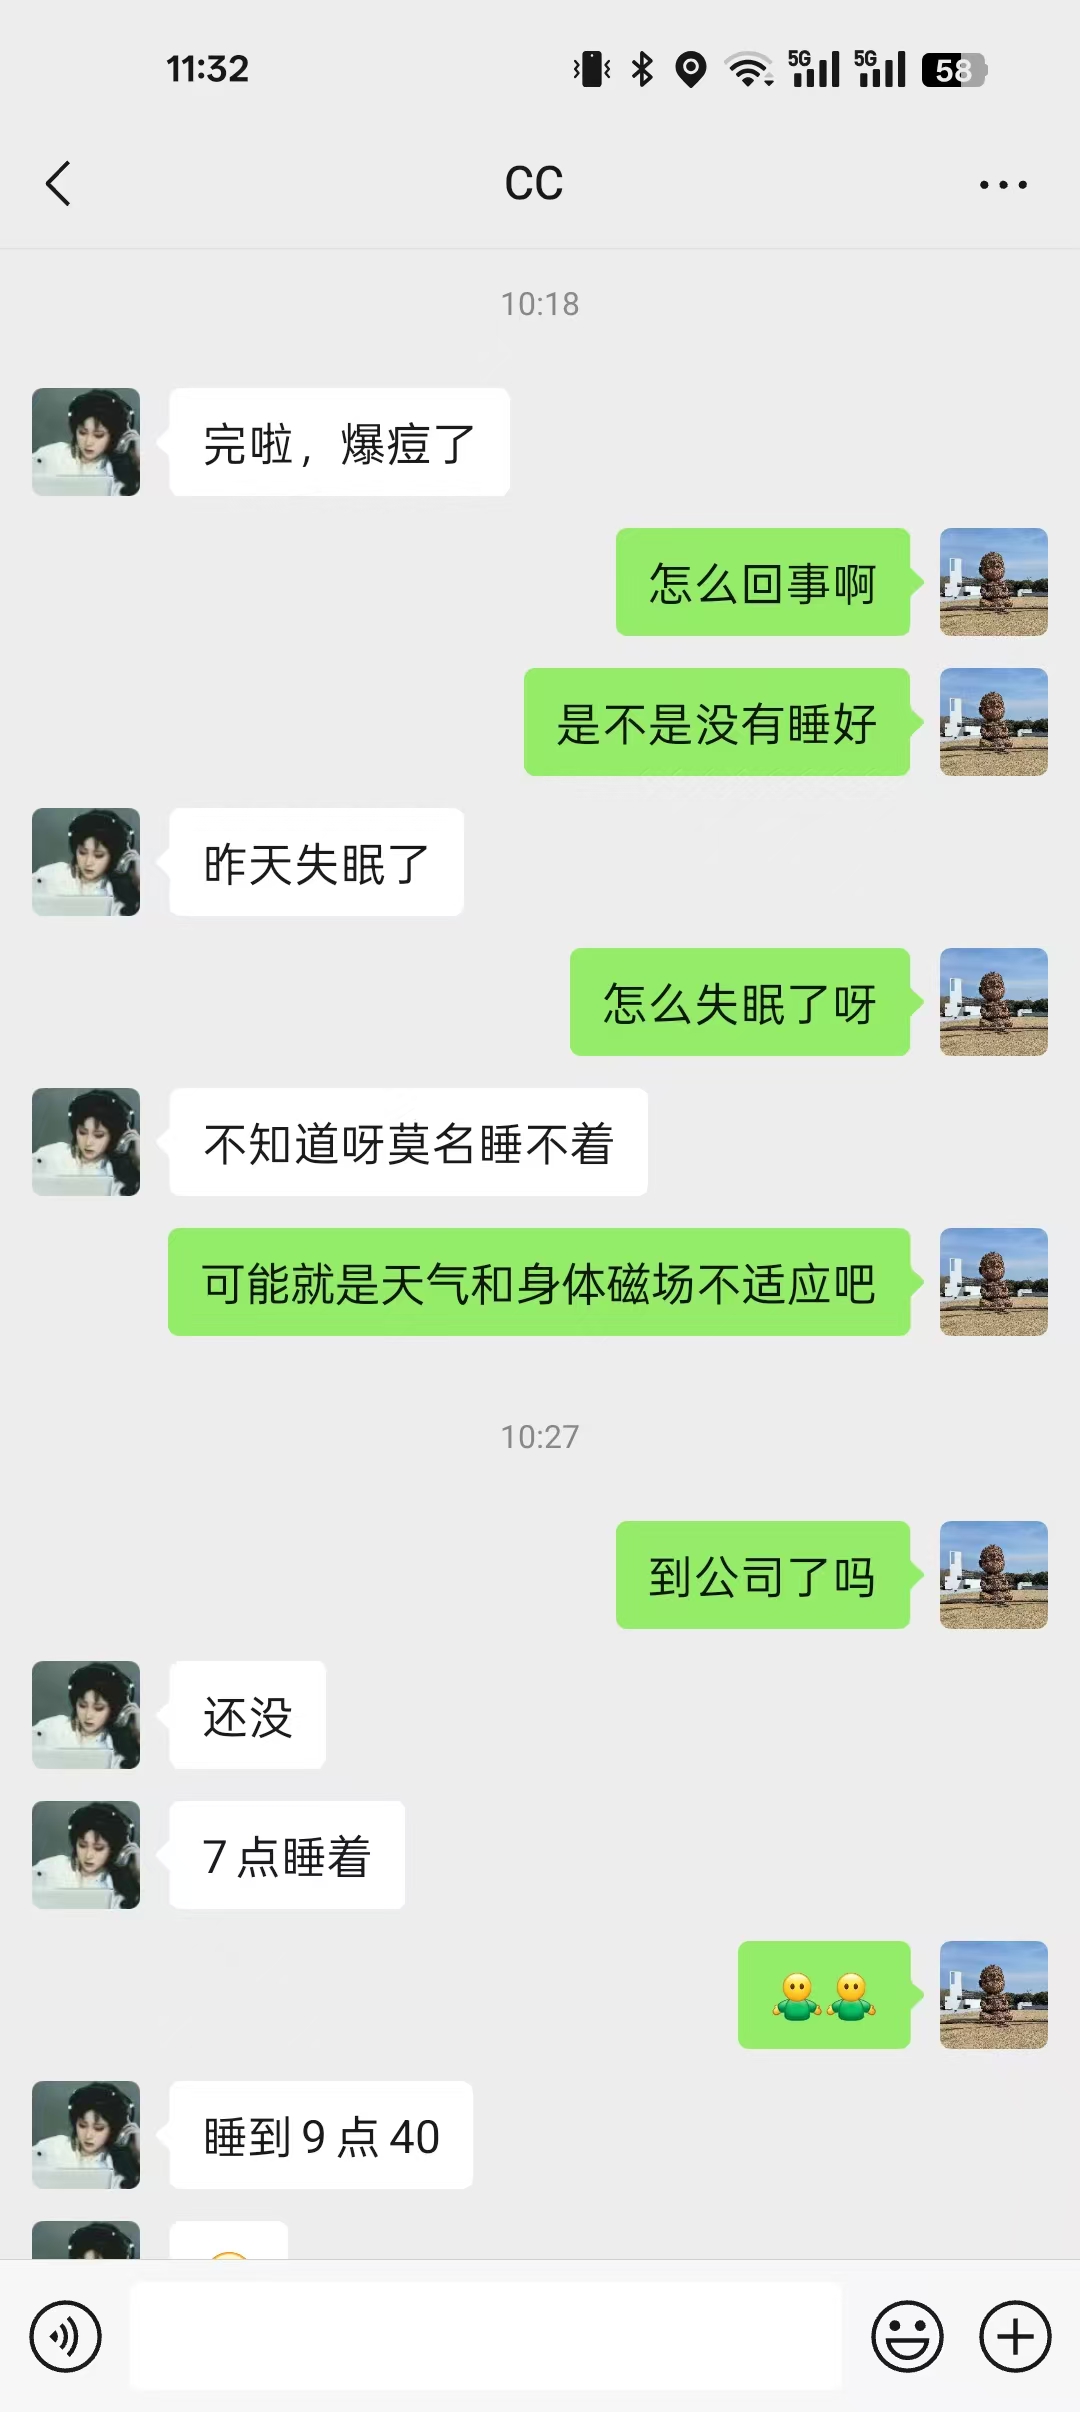 11:32
5G
5G
58
CC
10:18
完啦，爆痘了
怎么回事啊
是不是没有睡好
昨天失眠了
怎么失眠了呀
不知道呀莫名睡不着
可能就是天气和身体磁场不适应吧
10:27
到公司了吗
还没
7点睡着
睡到9点40